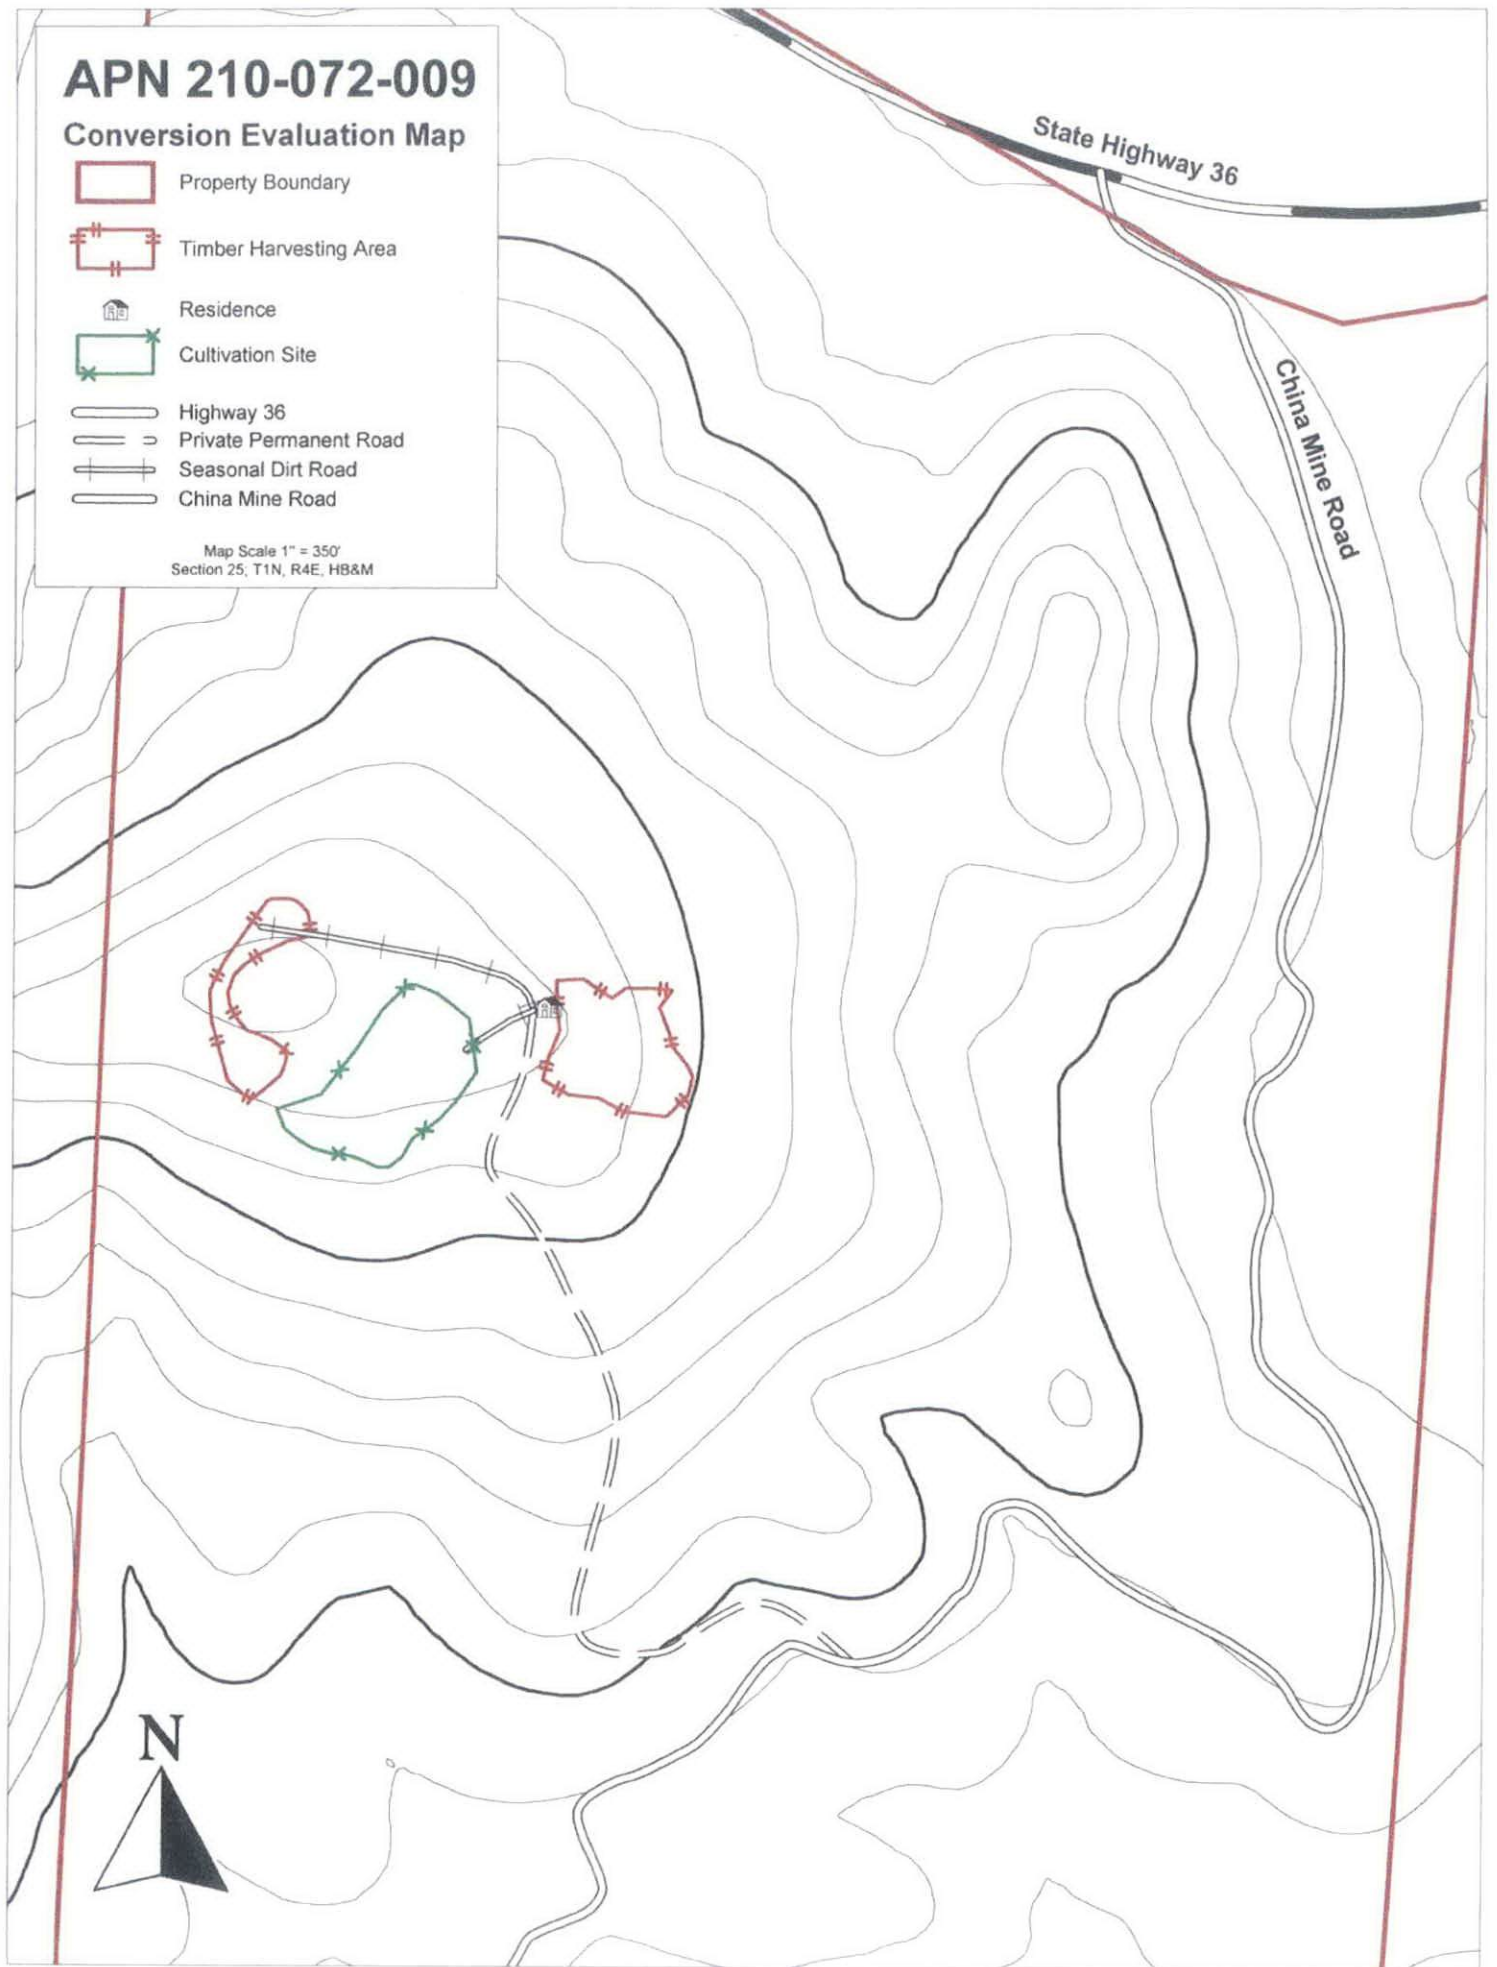 APN 210-072-009
Conversion Evaluation Map
Property Boundary
Timber Harvesting Area
Residence
Cultivation Site
Highway 36
Private Permanent Road
Seasonal Dirt Road
China Mine Road
Map Scale 1" = 350'
Section 25; T1N, R4E, HB&M
State Highway 36
China Mine Road
N